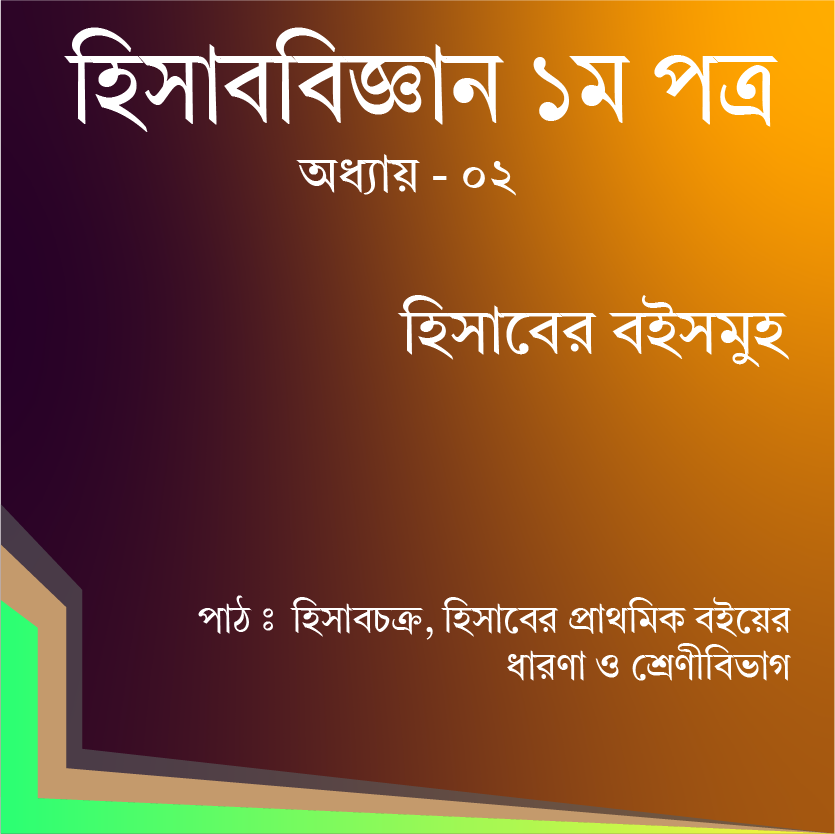 হিসাববিজ্ঞান ১ম পত্র
অধ্যায় - ০২
হিসাবের বইসমুহ
পাঠ ঃ হিসাবচক্র, হিসাবের প্রাথমিক বইয়ের
ধারণা ও শ্রেণীবিভাগ